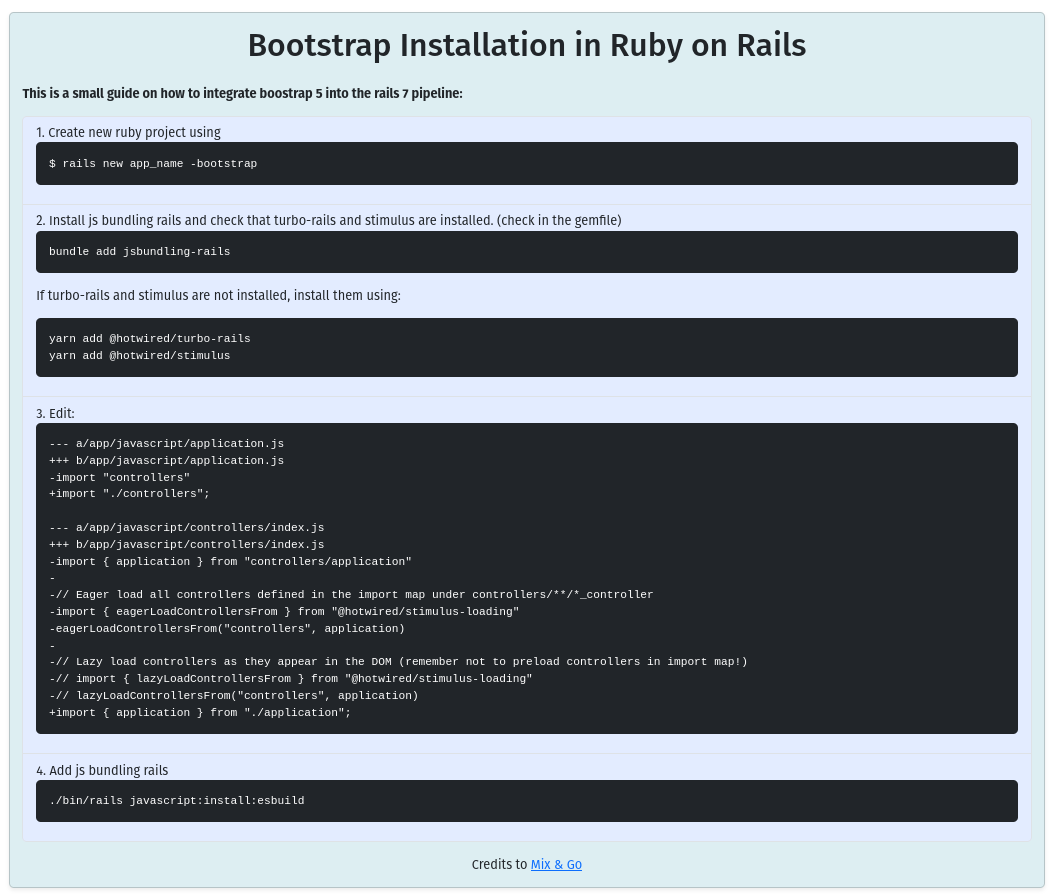 Bootstrap Installation in Ruby on Rails
This is a small guide on how to integrate boostrap 5 into the rails 7 pipeline:
1. Create new ruby project using
$ rails new app_name -bootstrap
2. Install js bundling rails and check that turbo-rails and stimulus are installed. (check in the gemfile)
bundle add jsbundling-rails
If turbo-rails and stimulus are not installed, install them using:
yarn add @hotwired/turbo-rails
yarn add @hotwired/stimulus
3. Edit:
--- a/app/javascript/application.js
+++ b/app/javascript/application.js
-import "controllers"
+import "./controllers";

--- a/app/javascript/controllers/index.js
+++ b/app/javascript/controllers/index.js
-import { application } from "controllers/application"
-
-// Eager load all controllers defined in the import map under controllers/**/*_controller
-import { eagerLoadControllersFrom } from "@hotwired/stimulus-loading"
-eagerLoadControllersFrom("controllers", application)
-
-// Lazy load controllers as they appear in the DOM (remember not to preload controllers in import map!)
-// import { lazyLoadControllersFrom } from "@hotwired/stimulus-loading"
-// lazyLoadControllersFrom("controllers", application)
+import { application } from "./application";
4. Add js bundling rails
./bin/rails javascript:install:esbuild
Credits to Mix & Go